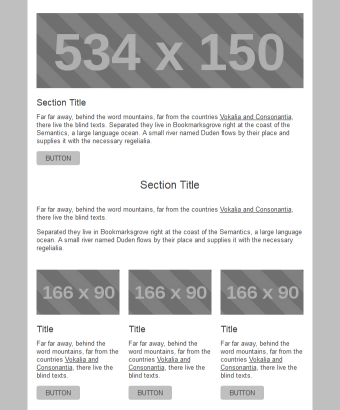 534 x 150
Section Title
Far far away, behind the word mountains, far from the countries Vokalia and Consonantia,
there live the blind texts. Separated they live in Bookmarksgrove right at the coast of the
Semantics, a large language ocean. A small river named Duden flows by their place and
supplies it with the necessary regelialia.
BUTTON
Section Title
Far far away, behind the word mountains, far from the countries Vokalia and Consonantia,
there live the blind texts.
Separated they live in Bookmarksgrove right at the coast of the Semantics, a large language
ocean. A small river named Duden flows by their place and supplies it with the necessary
regelialia.
166 x 90
Title
Far far away, behind the
word mountains, far from the
countries Vokalia and
Consonantia, there live the
blind texts.
BUTTON
166 x 90
Title
Far far away, behind the
word mountains, far from the
countries Vokalia and
Consonantia, there live the
blind texts.
BUTTON
166 x 90
Title
Far far away, behind the
word mountains, far from the
countries Vokalia and
Consonantia, there live the
blind texts.
BUTTON